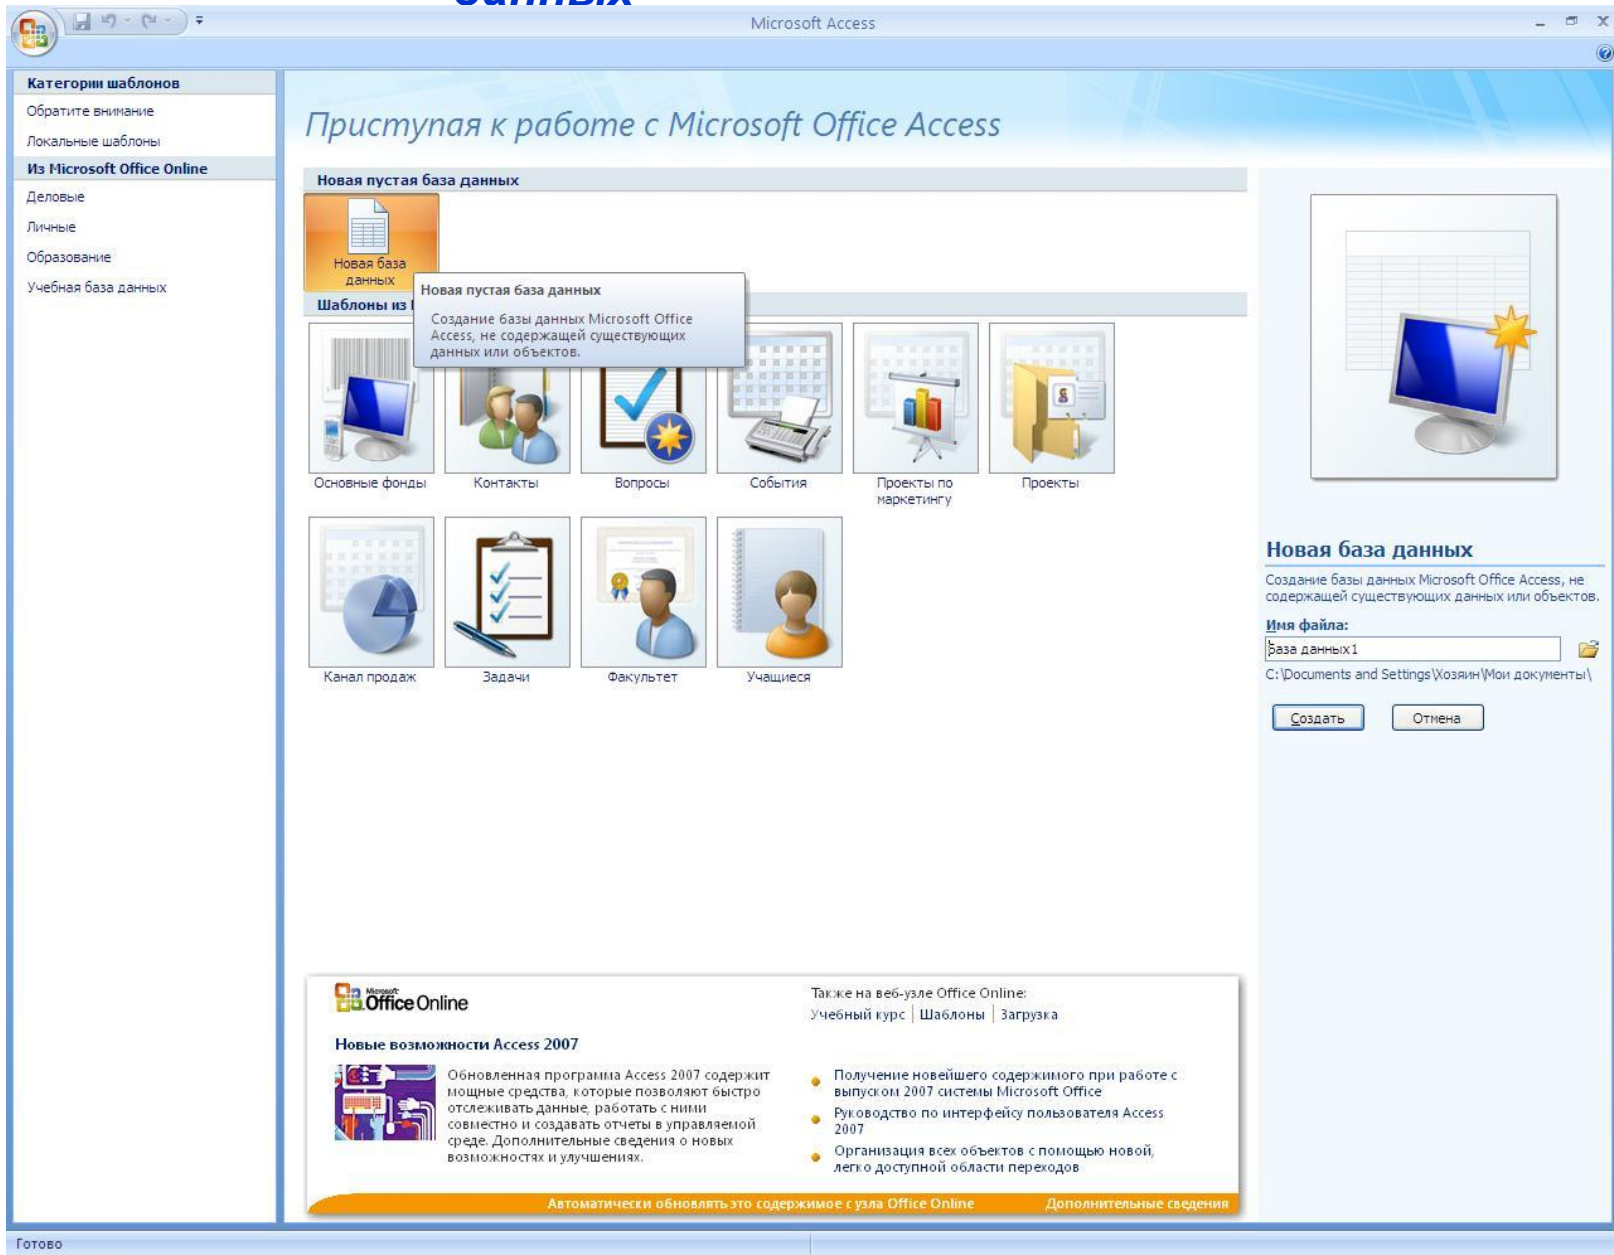 данных
Microsoft Access
Категории шаблонов
Обратите внимание
Локальные шаблоны
Из Microsoft Office Online
Деловые
Личные
Образование
Учебная база данных
Приступая к работе с Microsoft Office Access
Новая пустая база данных
Новая база
данных
Новая пустая база данных
Создание базы данных Microsoft Office
Access, не содержащей существующих
данных или объектов.
Шаблоны из
Основные фонды
Контакты
Вопросы
События
Проекты по
маркетингу
Проекты
Канал продаж
Задачи
Факультет
Учащиеся
Новая база данных
Создание базы данных Microsoft Office Access, не
содержащей существующих данных или объектов.
Имя файла:
База данных1
C:\Documents and Settings\Хозяин\Мои документы\
Создать
Отмена
Microsoft
Office Online
Также на веб-узле Office Online:
Учебный курс | Шаблоны | Загрузка
Новые возможности Access 2007
Обновленная программа Access 2007 содержит
мощные средства, которые позволяют быстро
отслеживать данные, работать с ними
совместно и создавать отчеты в управляемой
среде. Дополнительные сведения о новых
возможностях и улучшениях.
Получение новейшего содержимого при работе с
выпуском 2007 системы Microsoft Office
Руководство по интерфейсу пользователя Access
2007
Организация всех объектов с помощью новой,
легко доступной области переходов
Автоматически обновлять это содержимое с узла Office Online
Дополнительные сведения
Готово